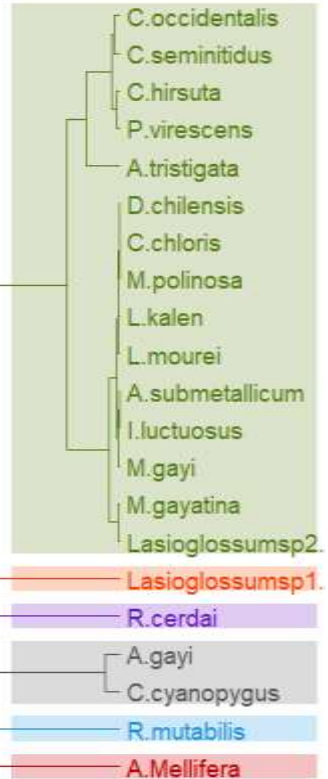 C.occidentalis
C.seminitidus
C.hirsuta
P.virescens
A.tristigata
D.chilensis
C.chloris
M.polinosa
L.kalen
L.mourei
A.submetallicum
I.luctuosus
M.gayi
M.gayatina
Lasioglossumsp2.
Lasioglossumsp1.
R.cerdai
A.gayi
C.cyanopygus
R.mutabilis
A.Mellifera